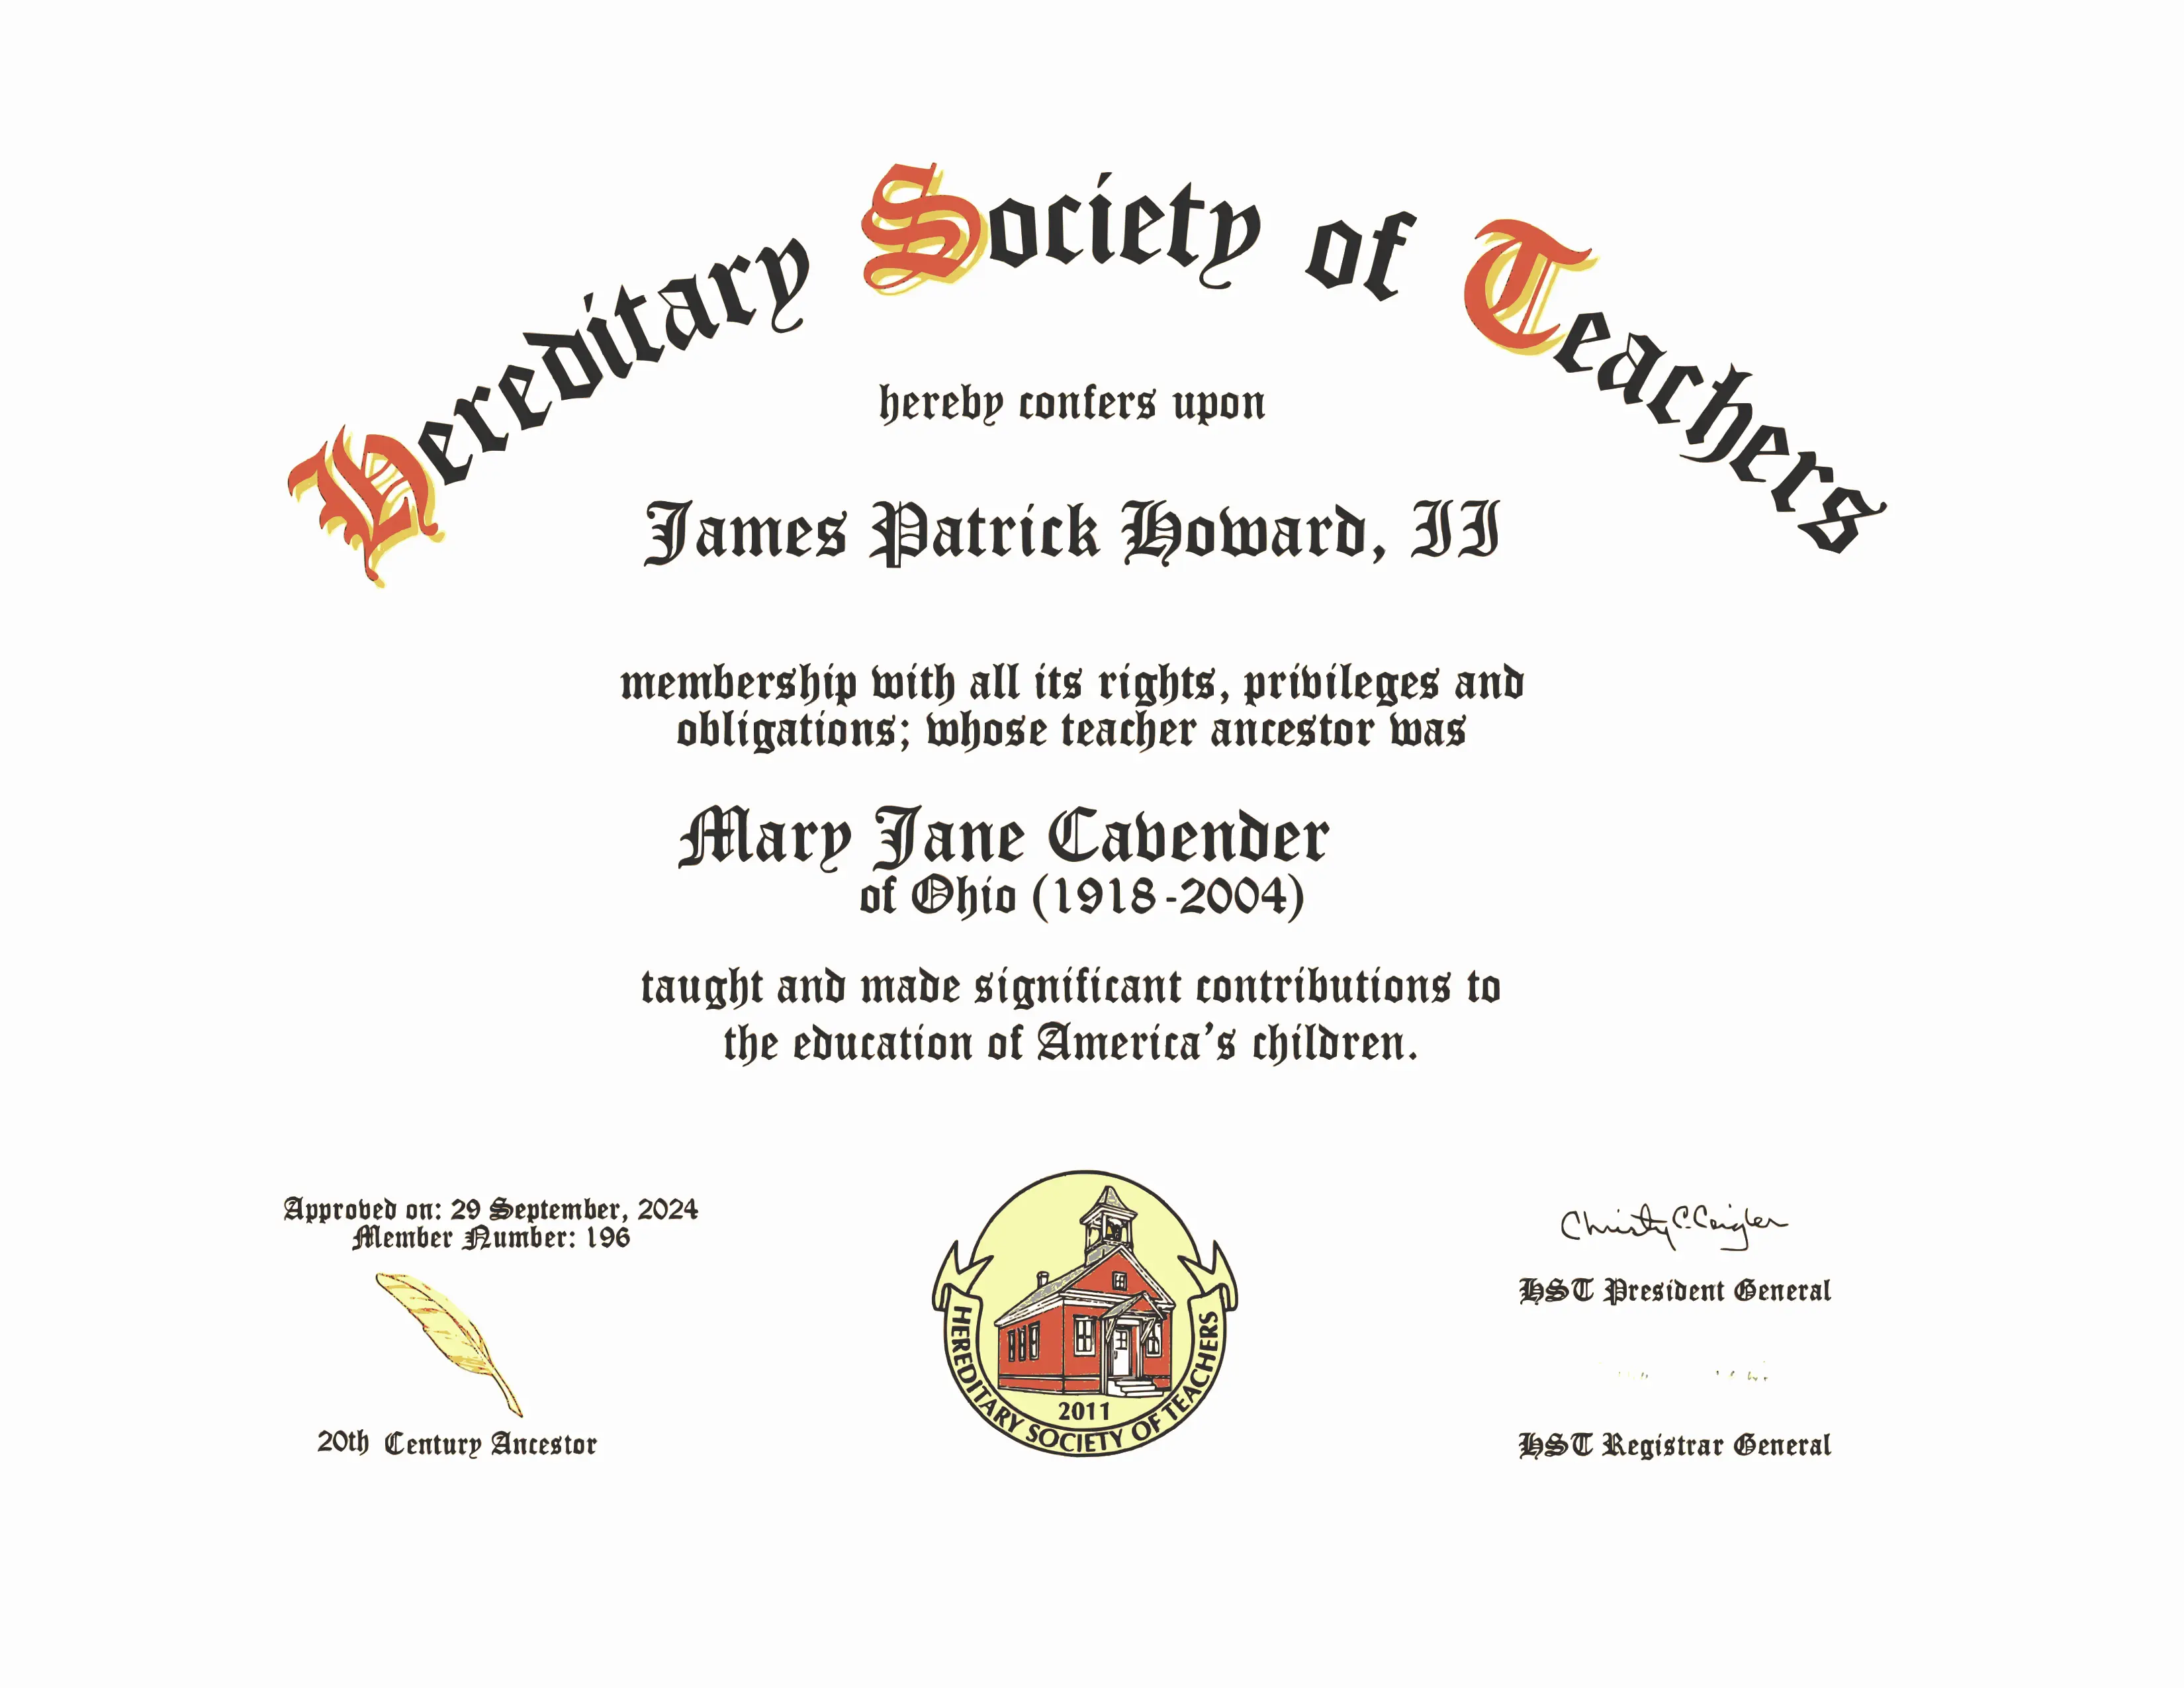 Hereditary Society of Teachers
hereby confers upon
James Patrick Howard, II
membership with all its rights, privileges and
obligations; whose teacher ancestor was
Mary Jane Cavender
of Ohio (1918-2004)
taught and made significant contributions to
the education of America's children.
Approved on: 29 September, 2024
Member Number: 196
20th Century Ancestor
2011
HEREDITARY SOCIETY OF TEACHERS
Christy C. Caigler
HST President General
HST Registrar General